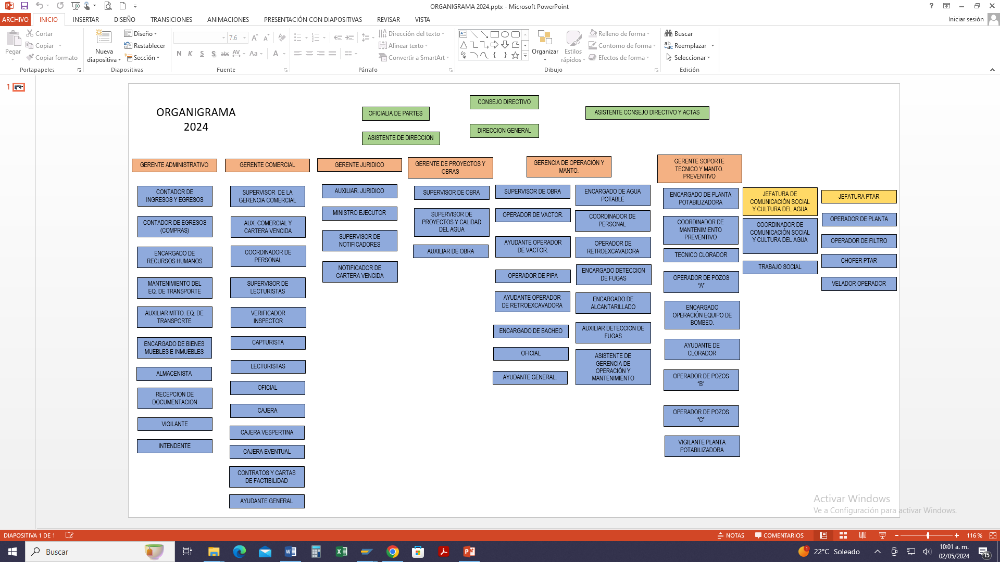 ORGANIGRAMA 2024.pptx - Microsoft PowerPoint
ARCHIVO
INICIO
INSERTAR
DISEÑO
TRANSICIONES
ANIMACIONES
PRESENTACIÓN CON DIAPOSITIVAS
REVISAR
VISTA
Iniciar sesión
Pegar
Cortar
Copiar
Copiar formato
Portapapeles
Nueva
diapositiva
Diseño
Restablecer
Sección
Diapositivas
7.6
N K S S abc AV Aa A
Fuente
Dirección del texto
Alinear texto
Convertir a SmartArt
Párrafo
Organizar
Estilos
rápidos
Relleno de forma
Contorno de forma
Efectos de forma
Dibujo
Buscar
Reemplazar
Seleccionar
Edición
1
ORGANIGRAMA
2024
CONSEJO DIRECTIVO
OFICIALIA DE PARTES
ASISTENTE CONSEJO DIRECTIVO Y ACTAS
DIRECCION GENERAL
ASISTENTE DE DIRECCION
GERENTE ADMINISTRATIVO
CONTADOR DE
INGRESOS Y EGRESOS
CONTADOR DE EGRESOS
(COMPRAS)
ENCARGADO DE
RECURSOS HUMANOS
MANTENIMIENTO DEL
EQ. DE TRANSPORTE
AUXILIAR MTTO. EQ. DE
TRANSPORTE
ENCARGADO DE BIENES
MUEBLES E INMUEBLES
ALMACENISTA
RECEPCION DE
DOCUMENTACION
VIGILANTE
INTENDENTE
GERENTE COMERCIAL
SUPERVISOR DE LA
GERENCIA COMERCIAL
AUX. COMERCIAL Y
CARTERA VENCIDA
COORDINADOR DE
PERSONAL
SUPERVISOR DE
LECTURISTAS
VERIFICADOR
INSPECTOR
CAPTURISTA
LECTURISTAS
OFICIAL
CAJERA
CAJERA VESPERTINA
CAJERA EVENTUAL
CONTRATOS Y CARTAS
DE FACTIBILIDAD
AYUDANTE GENERAL
GERENTE JURIDICO
AUXILIAR. JURIDICO
MINISTRO EJECUTOR
SUPERVISOR DE
NOTIFICADORES
NOTIFICADOR DE
CARTERA VENCIDA
GERENTE DE PROYECTOS Y
OBRAS
SUPERVISOR DE OBRA
SUPERVISOR DE
PROYECTOS Y CALIDAD
DEL AGUA
AUXILIAR DE OBRA
GERENCIA DE OPERACIÓN Y
MANTO.
SUPERVISOR DE OBRA
OPERADOR DE VACTOR.
AYUDANTE OPERADOR
DE VACTOR.
OPERADOR DE PIPA
AYUDANTE OPERADOR
DE RETROEXCAVADORA
ENCARGADO DE BACHEO
OFICIAL
AYUDANTE GENERAL.
ENCARGADO DE AGUA
POTABLE
COORDINADOR DE
PERSONAL
OPERADOR DE
RETROEXCAVADORA
ENCARGADO DETECCION
DE FUGAS
ENCARGADO DE
ALCANTARILLADO
AUXILIAR DETECCION DE
FUGAS
ASISTENTE DE
GERENCIA DE
OPERACIÓN Y
MANTENIMIENTO
GERENTE SOPORTE
TECNICO Y MANTO.
PREVENTIVO
ENCARGADO DE PLANTA
POTABILIZADORA
COORDINADOR DE
MANTENIMIENTO
PREVENTIVO
TECNICO CLORADOR
OPERADOR DE POZOS
“A”
ENCARGADO
OPERACIÓN EQUIPO DE
BOMBEO.
AYUDANTE DE
CLORADOR
OPERADOR DE POZOS
“B”
OPERADOR DE POZOS
“C”
VIGILANTE PLANTA
POTABILIZADORA
JEFATURA DE
COMUNICACIÓN SOCIAL
Y CULTURA DEL AGUA
COORDINADOR DE
COMUNICACIÓN SOCIAL
Y CULTURA DEL AGUA
TRABAJO SOCIAL
JEFATURA PTAR
OPERADOR DE PLANTA
OPERADOR DE FILTRO
CHOFER PTAR
VELADOR OPERADOR
Activar Windows
Ve a Configuración para activar Windows.
DIAPOSITIVA 1 DE 1
NOTAS
COMENTARIOS
116 %
Buscar
1
22°C Soleado
10:01 a. m.
02/05/2024
15